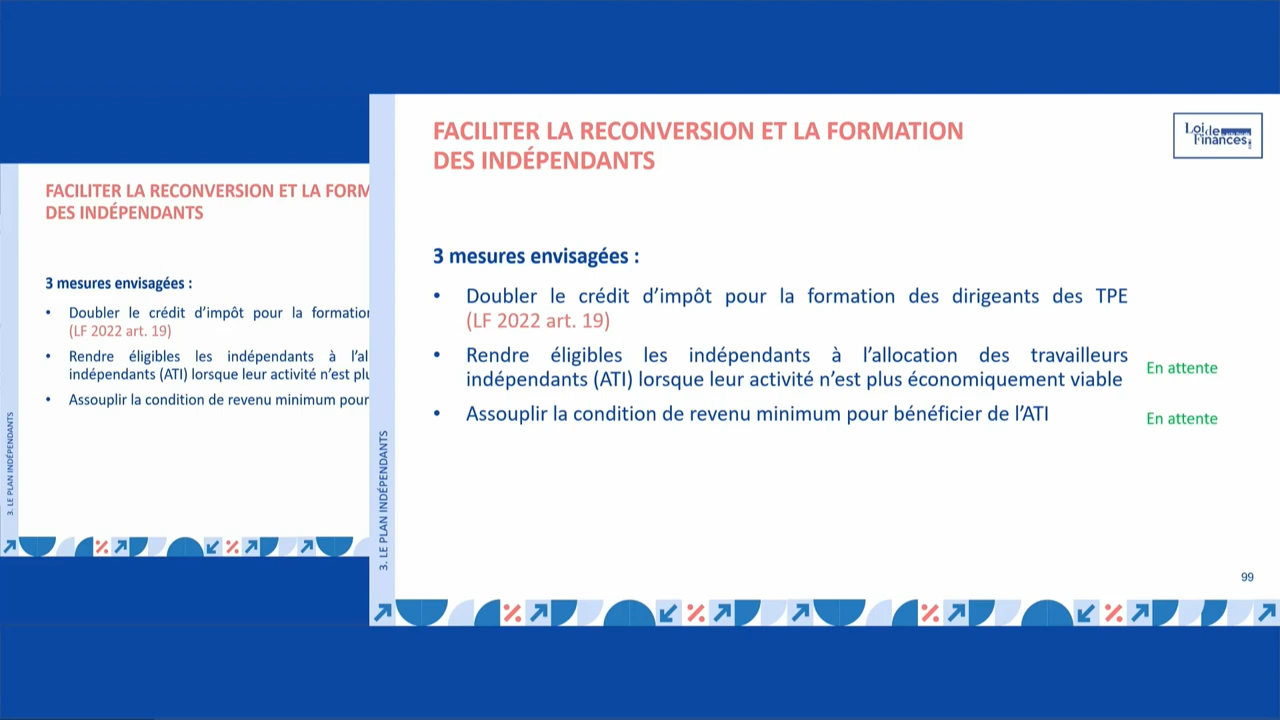 FACILITER LA RECONVERSION ET LA FORM
DES INDÉPENDANTS
3 mesures envisagées :
• Doubler le crédit d’impôt pour la formation
(LF 2022 art. 19)
• Rendre éligibles les indépendants à l’al
indépendants (ATI) lorsque leur activité n’est plu
• Assouplir la condition de revenu minimum pour
3. LE PLAN INDÉPENDANTS
FACILITER LA RECONVERSION ET LA FORMATION
DES INDÉPENDANTS
Loi de
Finances
3 mesures envisagées :
• Doubler le crédit d’impôt pour la formation des dirigeants des TPE
(LF 2022 art. 19)
• Rendre éligibles les indépendants à l’allocation des travailleurs
indépendants (ATI) lorsque leur activité n’est plus économiquement viable
En attente
• Assouplir la condition de revenu minimum pour bénéficier de l’ATI
En attente
3. LE PLAN INDÉPENDANTS
99